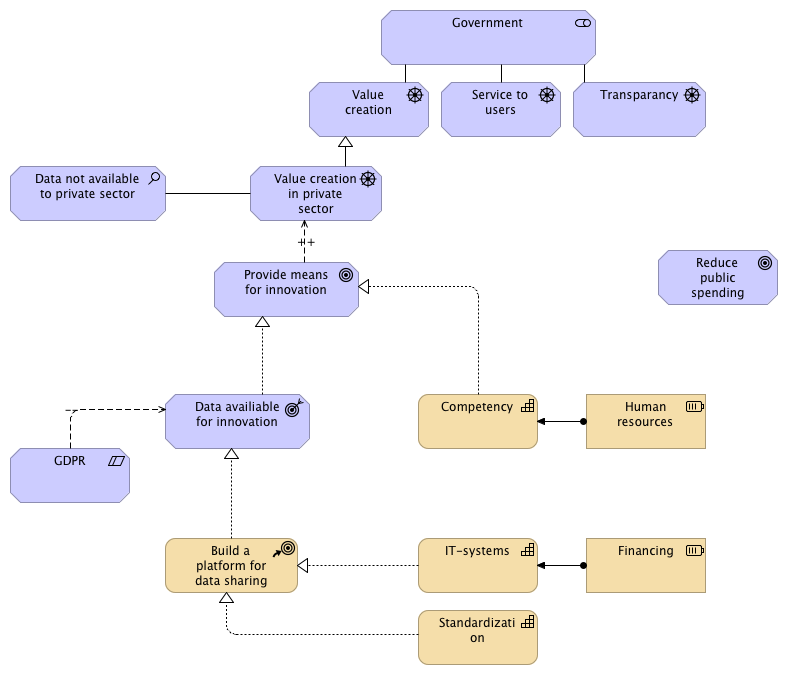 Government
Value
creation
Service to
users
Transparancy
Data not available
to private sector
Value creation
in private
sector
++
Provide means
for innovation
Reduce
public
spending
Data availiable
for innovation
Competency
Human
resources
GDPR
Build a
platform for
data sharing
IT-systems
Financing
Standardizati
on